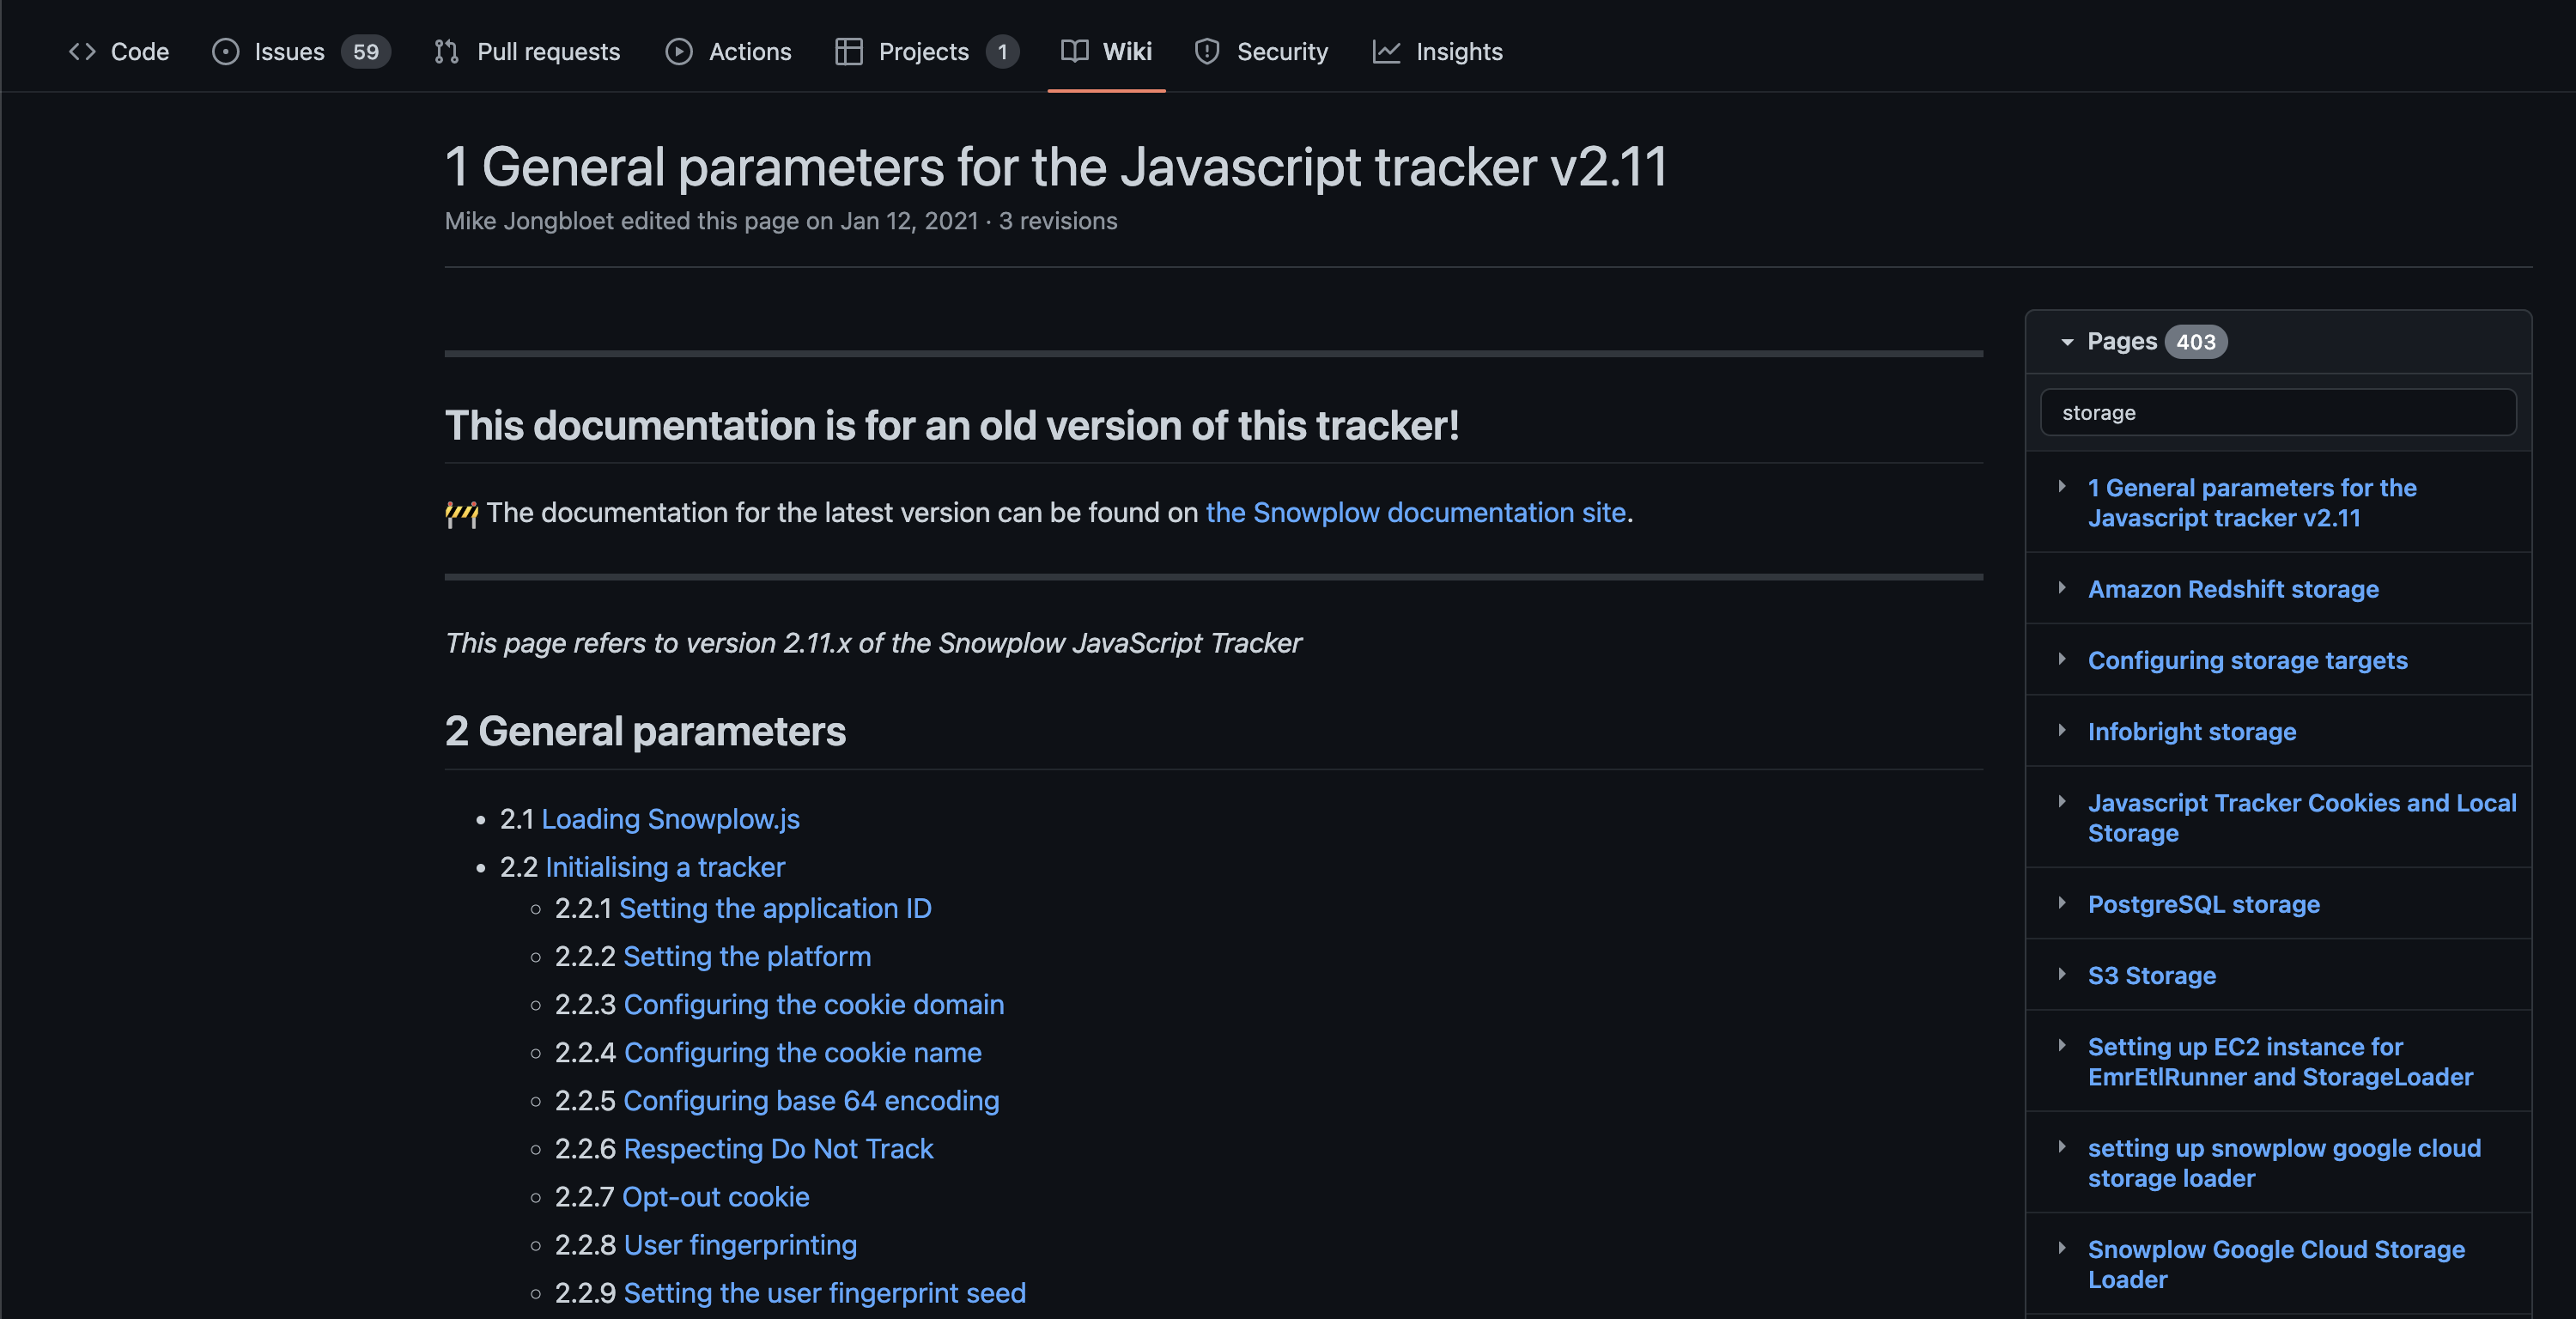 Code Issues 59 Pull requests Actions Projects 1 Wiki Security Insights
1 General parameters for the Javascript tracker v2.11
Mike Jongbloet edited this page on Jan 12, 2021 · 3 revisions
This documentation is for an old version of this tracker!
🚧 The documentation for the latest version can be found on the Snowplow documentation site.
This page refers to version 2.11.x of the Snowplow JavaScript Tracker
2 General parameters
• 2.1 Loading Snowplow.js
• 2.2 Initialising a tracker
◦ 2.2.1 Setting the application ID
◦ 2.2.2 Setting the platform
◦ 2.2.3 Configuring the cookie domain
◦ 2.2.4 Configuring the cookie name
◦ 2.2.5 Configuring base 64 encoding
◦ 2.2.6 Respecting Do Not Track
◦ 2.2.7 Opt-out cookie
◦ 2.2.8 User fingerprinting
◦ 2.2.9 Setting the user fingerprint seed
Pages 403
storage
1 General parameters for the
Javascript tracker v2.11
Amazon Redshift storage
Configuring storage targets
Infobright storage
Javascript Tracker Cookies and Local
Storage
PostgreSQL storage
S3 Storage
Setting up EC2 instance for
EmrEtlRunner and StorageLoader
setting up snowplow google cloud
storage loader
Snowplow Google Cloud Storage
Loader